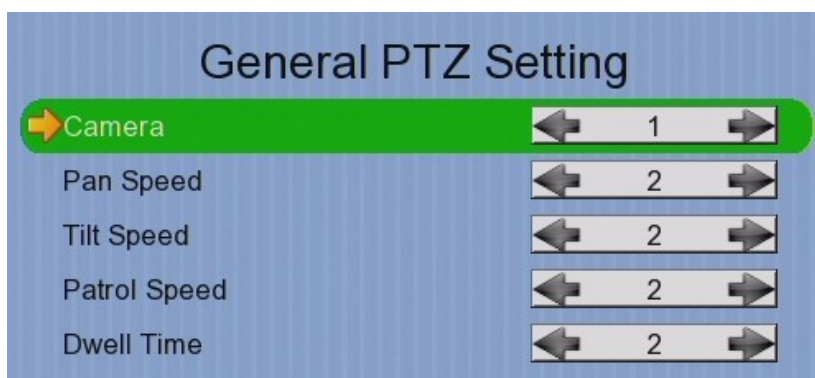 General PTZ Setting
Camera 1
Pan Speed 2
Tilt Speed 2
Patrol Speed 2
Dwell Time 2